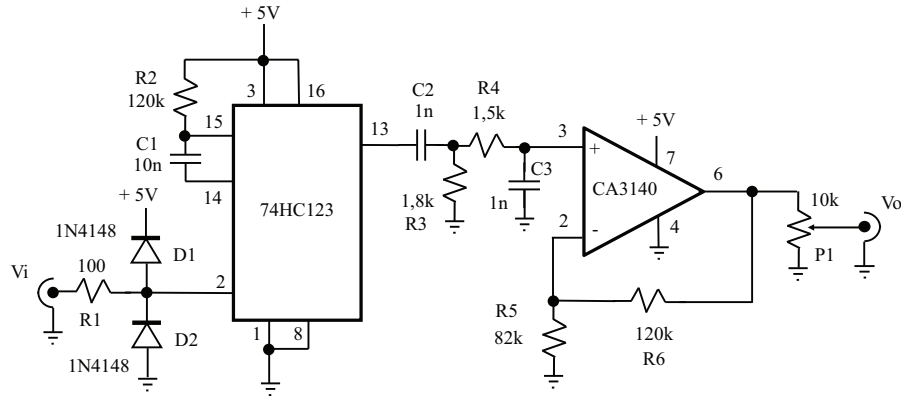 + 5V
R2
120k
3
16
15
C1
10n
14
+ 5V
1N4148
D1
Vi
100
R1
2
D2
1N4148
74HC123
1
8
13
C2
1n
R4
1,5k
1,8k
R3
C3
1n
3
+
+ 5V
7
CA3140
6
2
-
4
R5
82k
120k
R6
10k
P1
Vo